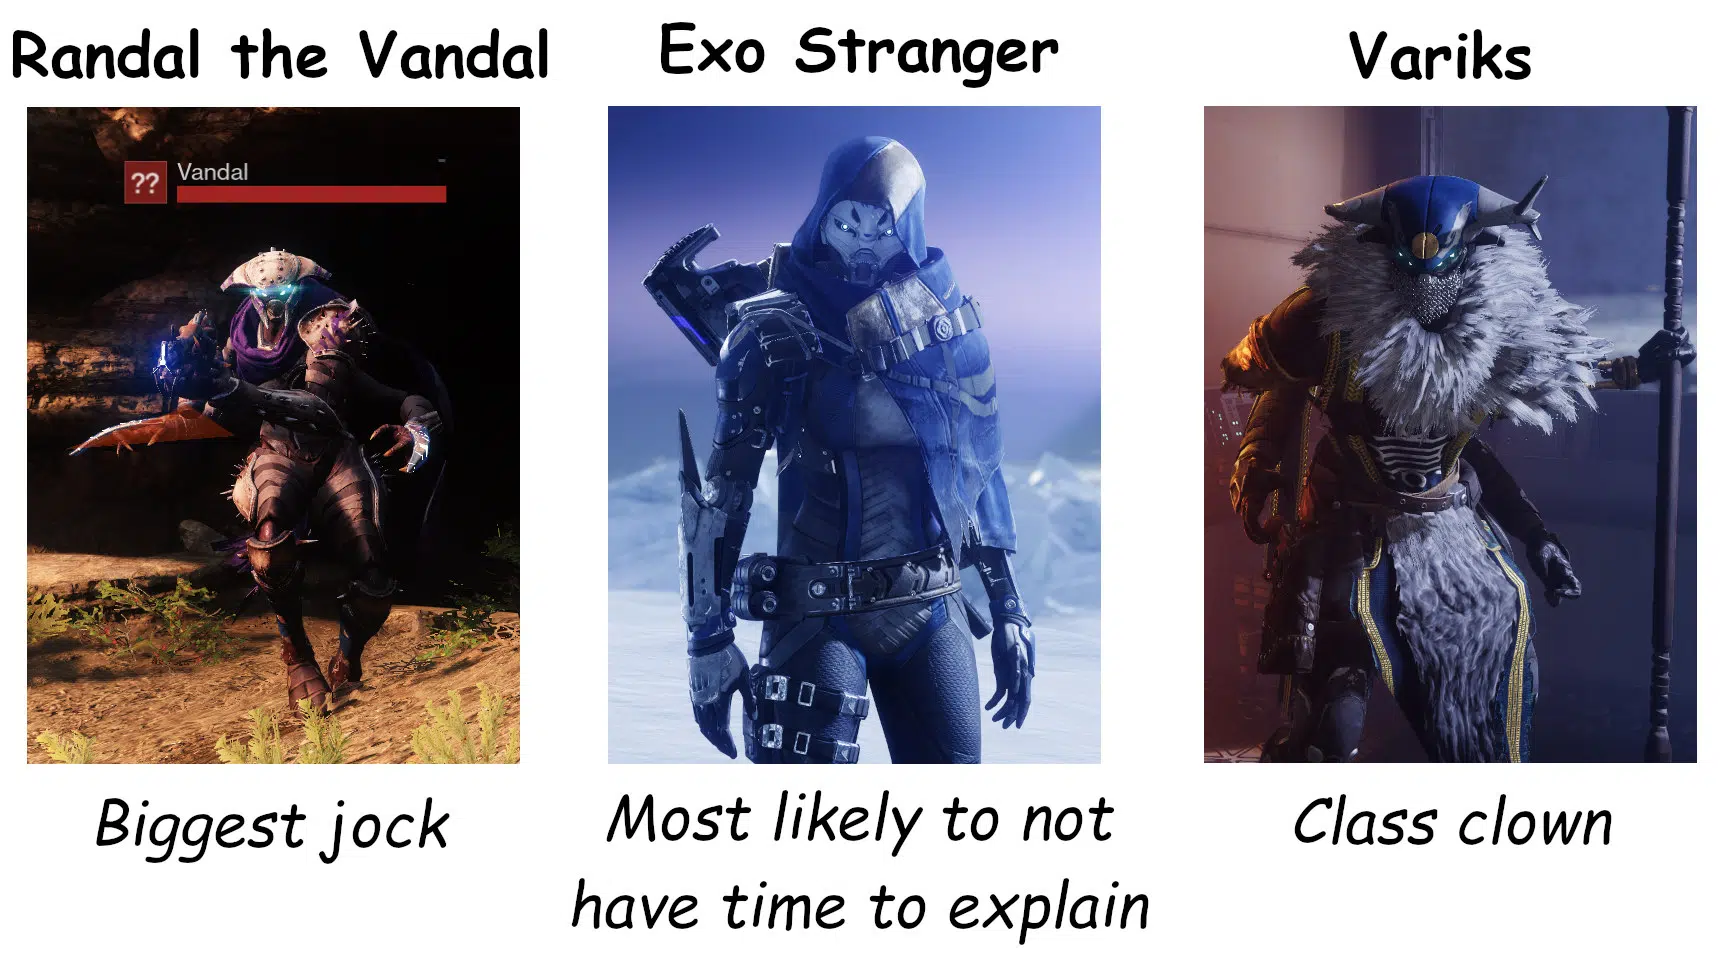 Randal the Vandal
Exo Stranger
Variks
?? Vandal
Biggest jock
Most likely to not
have time to explain
Class clown